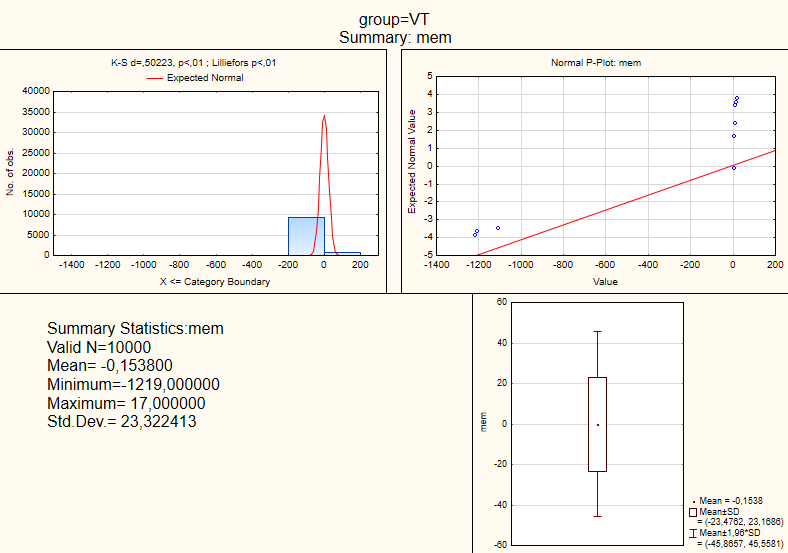 group=VT
Summary: mem
K-S d=,50223, p<,01 ; Lilliefors p<,01
Expected Normal
40000
35000
30000
25000
20000
15000
10000
5000
0
No. of obs.
-1400 -1200 -1000 -800 -600 -400 -200 0 200
X <= Category Boundary
Normal P-Plot: mem
5
4
3
2
1
0
-1
-2
-3
-4
-5
Expected Normal Value
-1400 -1200 -1000 -800 -600 -400 -200 0 200
Value
Summary Statistics:mem
Valid N=10000
Mean= -0,153800
Minimum=-1219,000000
Maximum= 17,000000
Std.Dev.= 23,322413
60
40
20
0
-20
-40
-60
mem
Mean = -0,1538
Mean±SD
= (-23,4762, 23,1686)
Mean±1,96*SD
= (-45,8657, 45,5581)